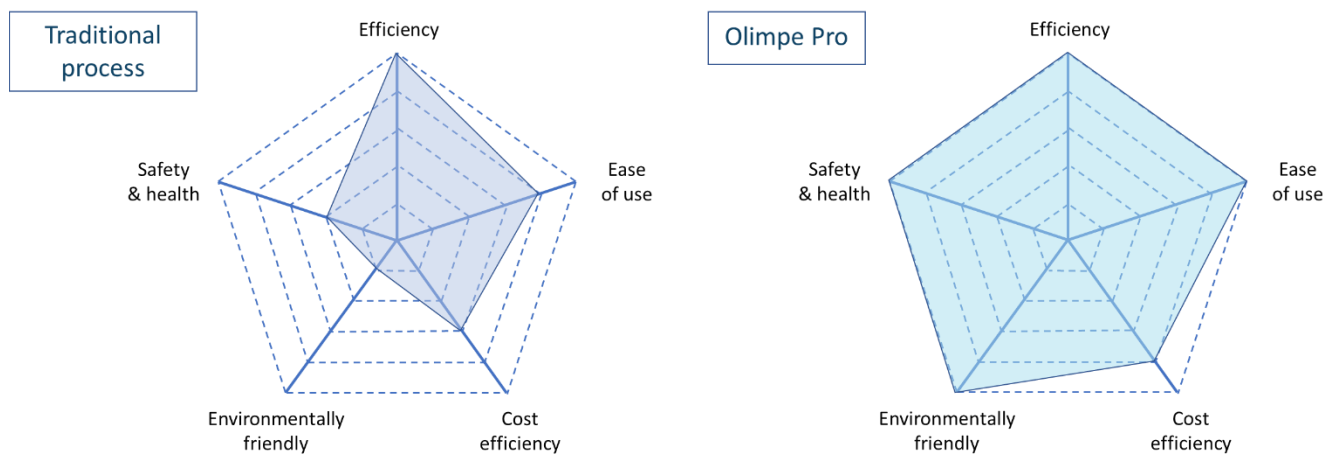 Traditional
process
Efficiency
Safety
& health
Ease
of use
Environmentally
friendly
Cost
efficiency
Olimpe Pro
Efficiency
Safety
& health
Ease
of use
Environmentally
friendly
Cost
efficiency